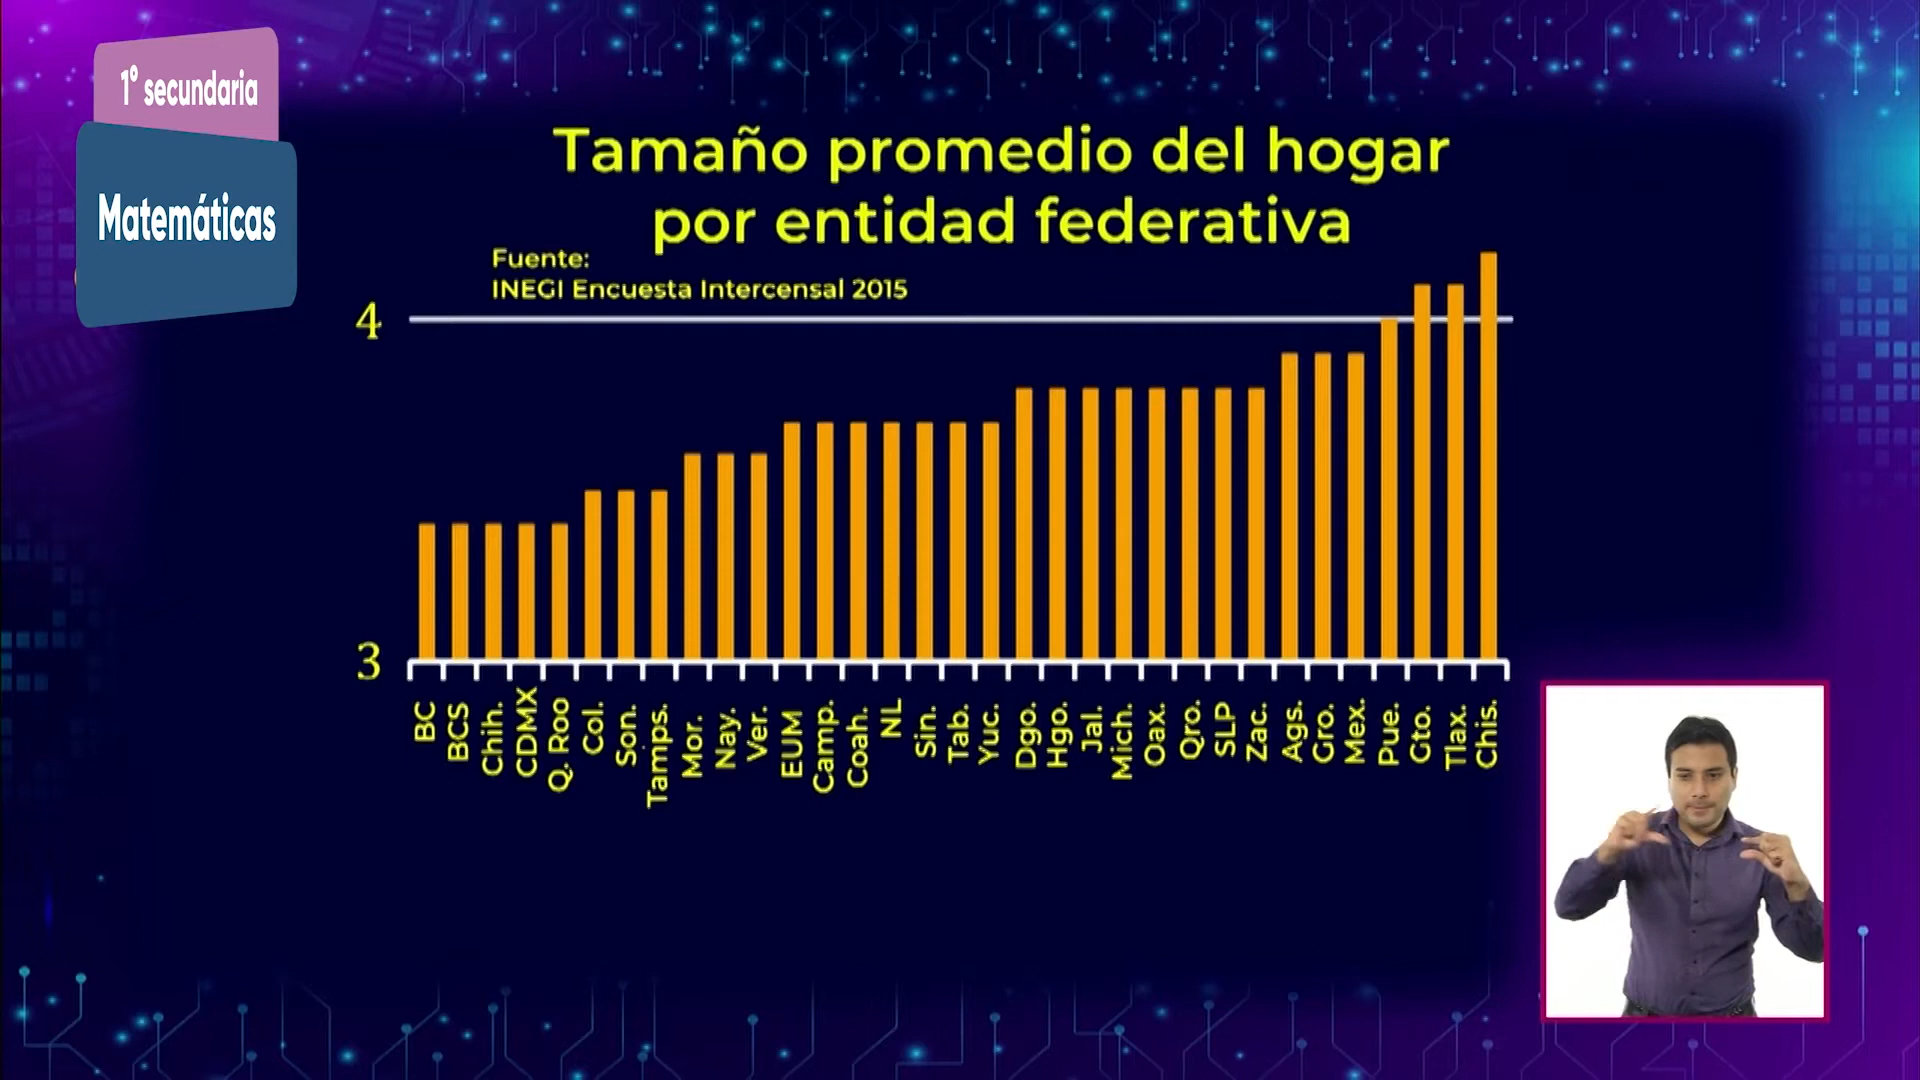 1° secundaria
Matemáticas
Tamaño promedio del hogar
por entidad federativa
Fuente:
INEGI Encuesta Intercensal 2015
4
3
BC
BCS
Chih.
CDMX
Q. Roo
Col.
Son.
Tamps.
Mor.
Nay.
Ver.
EUM
Camp.
Coah.
NL
Sin.
Tab.
Yuc.
Dgo.
Hgo.
Jal.
Mich.
Oax.
Qro.
SLP
Zac.
Ags.
Gro.
Mex.
Pue.
Gto.
Tlax.
Chis.